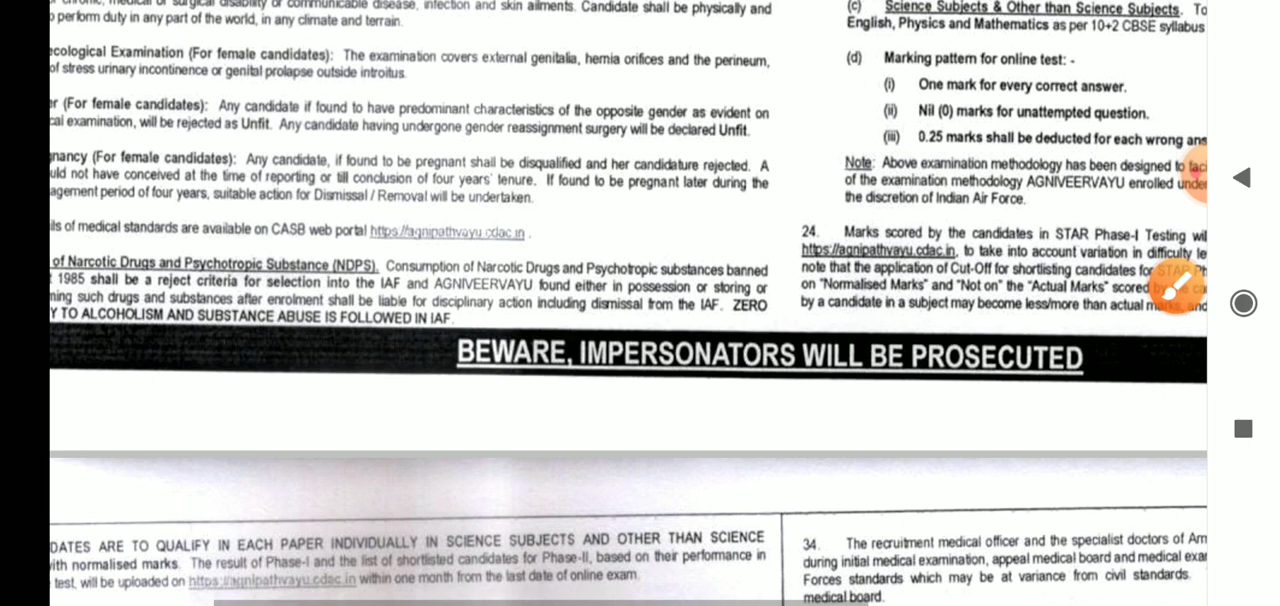 perform duty in any part of the world, in any climate and terrain.
ecological Examination (For female candidates): The examination covers external genitalia, hernia orifices and the perineum,
of stress urinary incontinence or genital prolapse outside introitus.
er (For female candidates): Any candidate if found to have predominant characteristics of the opposite gender as evident on
cal examination, will be rejected as Unfit. Any candidate having undergone gender reassignment surgery will be declared Unfit.
gnancy (For female candidates): Any candidate, if found to be pregnant shall be disqualified and her candidature rejected. A
uld not have conceived at the time of reporting or till conclusion of four years' tenure. If found to be pregnant later during the
agement period of four years, suitable action for Dismissal / Removal will be undertaken.
ils of medical standards are available on CASB web portal https://agnipathvayu.cdac.in .
of Narcotic Drugs and Psychotropic Substance (NDPS). Consumption of Narcotic Drugs and Psychotropic substances banned
1985 shall be a reject criteria for selection into the IAF and AGNIVEERVAYU found either in possession or storing or
ning such drugs and substances after enrolment shall be liable for disciplinary action including dismissal from the IAF. ZERO
Y TO ALCOHOLISM AND SUBSTANCE ABUSE IS FOLLOWED IN IAF.
(c) Science Subjects & Other than Science Subjects. To
English, Physics and Mathematics as per 10+2 CBSE syllabus
(d) Marking pattern for online test: -
(i) One mark for every correct answer.
(ii) Nil (0) marks for unattempted question.
(iii) 0.25 marks shall be deducted for each wrong ans
Note: Above examination methodology has been designed to faci
of the examination methodology AGNIVEERVAYU enrolled unde
the discretion of Indian Air Force.
24. Marks scored by the candidates in STAR Phase-I Testing wil
https://agnipathvayu.cdac.in, to take into account variation in difficulty le
note that the application of Cut-Off for shortlisting candidates for STAR Ph
on "Normalised Marks" and "Not on" the "Actual Marks" scored
by a candidate in a subject may become less/more than actual marks, and
BEWARE, IMPERSONATORS WILL BE PROSECUTED
DATES ARE TO QUALIFY IN EACH PAPER INDIVIDUALLY IN SCIENCE SUBJECTS AND OTHER THAN SCIENCE
ith normalised marks. The result of Phase-I and the list of shortlisted candidates for Phase-II, based on their performance in
test, will be uploaded on https://agnipathvayu.cdac.in within one month from the last date of online exam.
34. The recruitment medical officer and the specialist doctors of Arm
during initial medical examination, appeal medical board and medical exa
Forces standards which may be at variance from civil standards.
medical board.